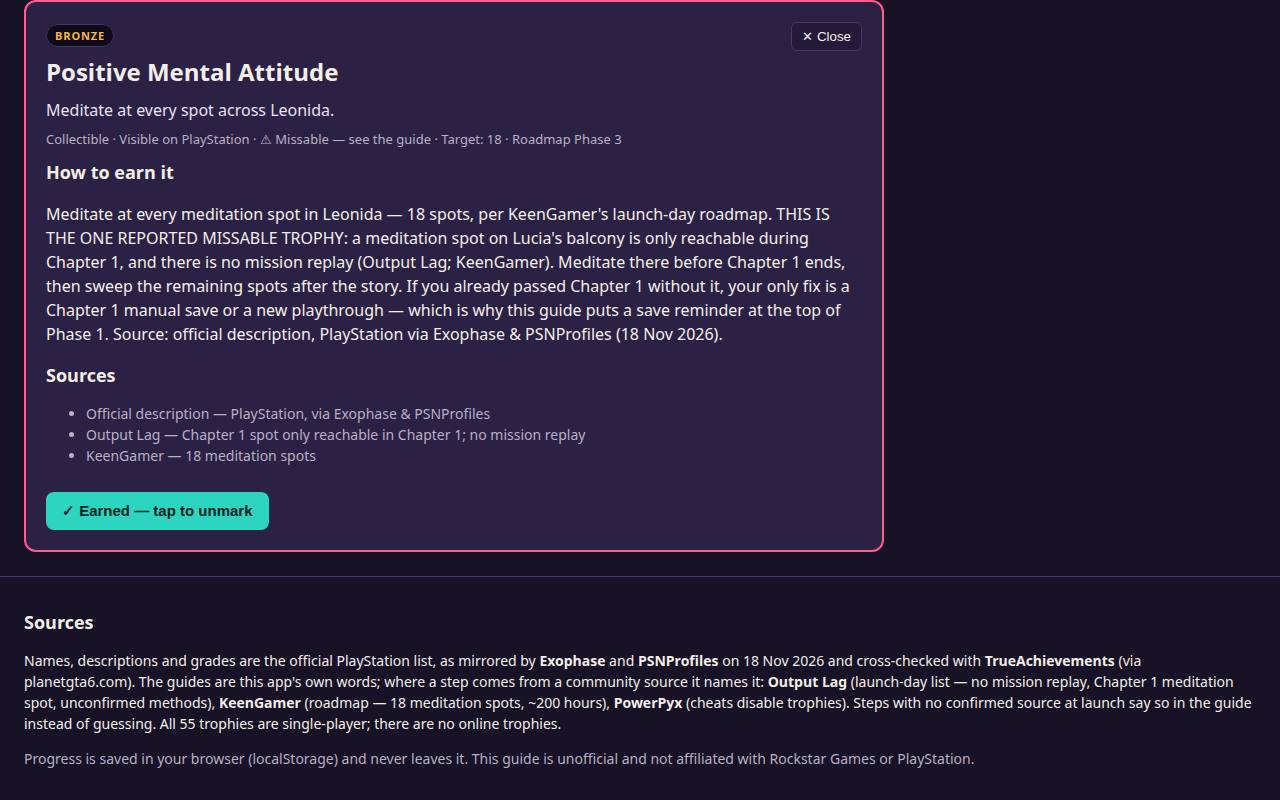 BRONZE
✕ Close
Positive Mental Attitude
Meditate at every spot across Leonida.
Collectible · Visible on PlayStation · ⚠ Missable — see the guide · Target: 18 · Roadmap Phase 3
How to earn it
Meditate at every meditation spot in Leonida — 18 spots, per KeenGamer's launch-day roadmap. THIS IS
THE ONE REPORTED MISSABLE TROPHY: a meditation spot on Lucia's balcony is only reachable during
Chapter 1, and there is no mission replay (Output Lag; KeenGamer). Meditate there before Chapter 1 ends,
then sweep the remaining spots after the story. If you already passed Chapter 1 without it, your only fix is a
Chapter 1 manual save or a new playthrough — which is why this guide puts a save reminder at the top of
Phase 1. Source: official description, PlayStation via Exophase & PSNProfiles (18 Nov 2026).
Sources
• Official description — PlayStation, via Exophase & PSNProfiles
• Output Lag — Chapter 1 spot only reachable in Chapter 1; no mission replay
• KeenGamer — 18 meditation spots
✓ Earned — tap to unmark
Sources
Names, descriptions and grades are the official PlayStation list, as mirrored by Exophase and PSNProfiles on 18 Nov 2026 and cross-checked with TrueAchievements (via
planetgta6.com). The guides are this app's own words; where a step comes from a community source it names it: Output Lag (launch-day list — no mission replay, Chapter 1 meditation
spot, unconfirmed methods), KeenGamer (roadmap — 18 meditation spots, ~200 hours), PowerPyx (cheats disable trophies). Steps with no confirmed source at launch say so in the guide
instead of guessing. All 55 trophies are single-player; there are no online trophies.
Progress is saved in your browser (localStorage) and never leaves it. This guide is unofficial and not affiliated with Rockstar Games or PlayStation.